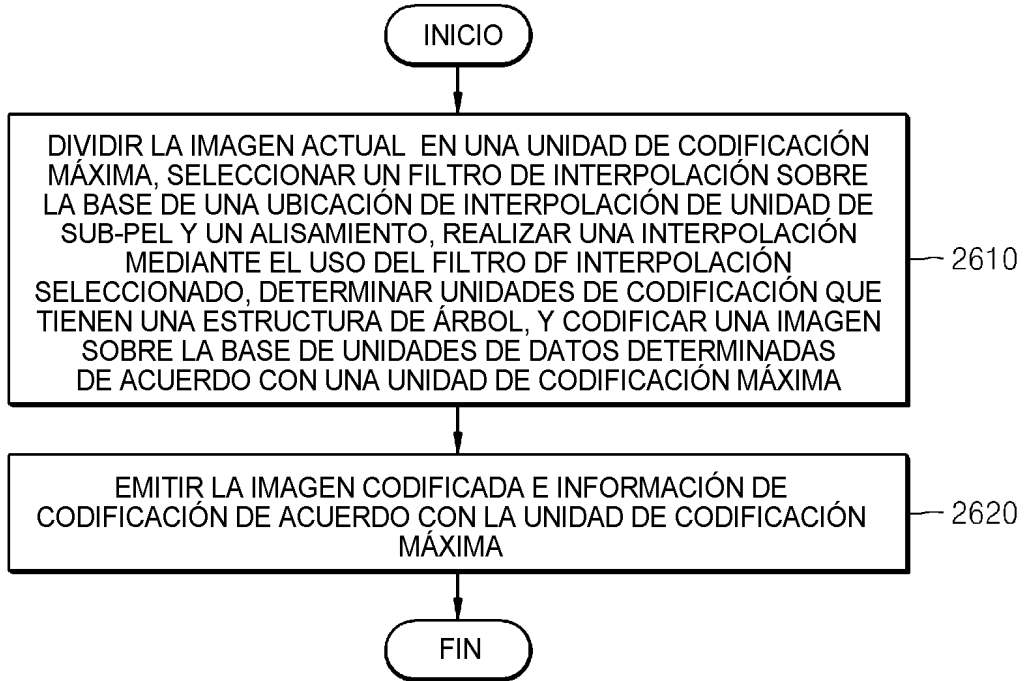 INICIO
DIVIDIR LA IMAGEN ACTUAL EN UNA UNIDAD DE CODIFICACIÓN
MÁXIMA, SELECCIONAR UN FILTRO DE INTERPOLACIÓN SOBRE
LA BASE DE UNA UBICACIÓN DE INTERPOLACIÓN DE UNIDAD DE
SUB-PEL Y UN ALISAMIENTO, REALIZAR UNA INTERPOLACIÓN
MEDIANTE EL USO DEL FILTRO DF INTERPOLACIÓN
SELECCIONADO, DETERMINAR UNIDADES DE CODIFICACIÓN QUE
TIENEN UNA ESTRUCTURA DE ÁRBOL, Y CODIFICAR UNA IMAGEN
SOBRE LA BASE DE UNIDADES DE DATOS DETERMINADAS
DE ACUERDO CON UNA UNIDAD DE CODIFICACIÓN MÁXIMA
2610
EMITIR LA IMAGEN CODIFICADA E INFORMACIÓN DE
CODIFICACIÓN DE ACUERDO CON LA UNIDAD DE CODIFICACIÓN
MÁXIMA
2620
FIN